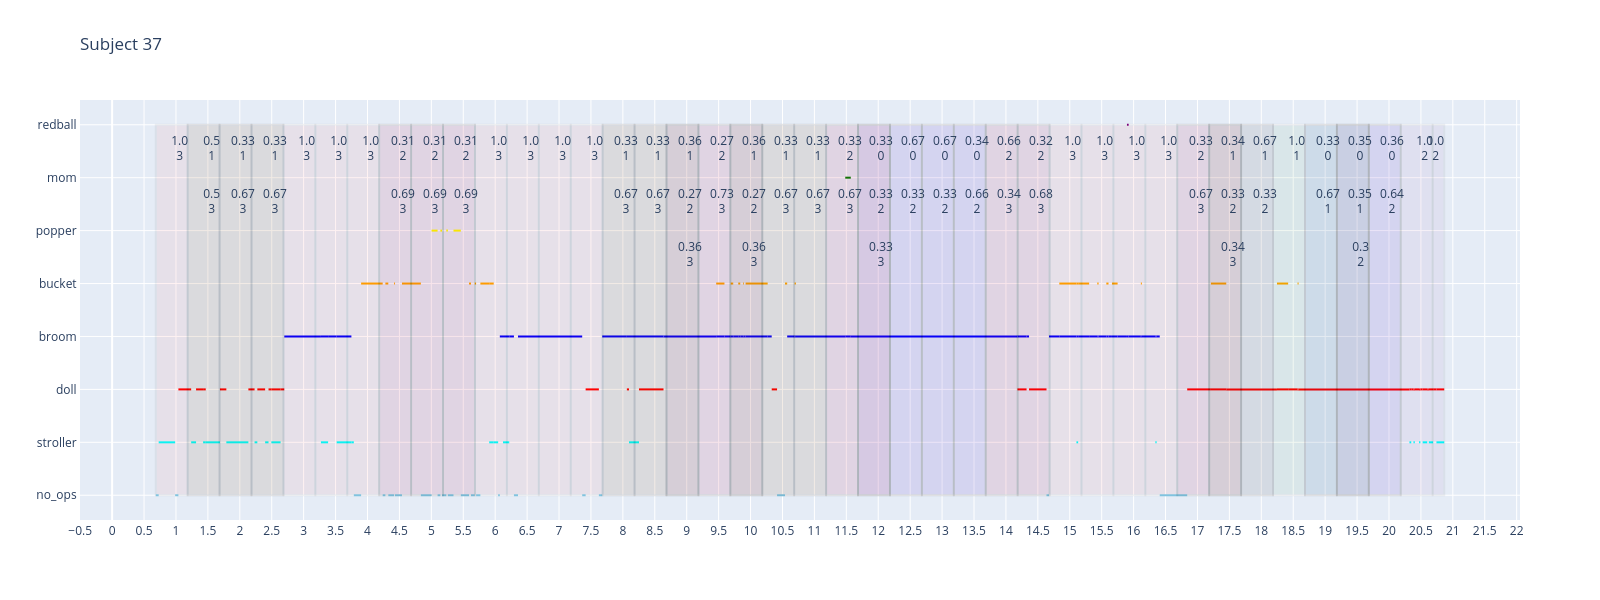 Subject 37
redball
1.0 0.5 0.33 0.33 1.0 1.0 1.0 0.31 0.31 0.31 1.0 1.0 1.0 1.0 0.33 0.33 0.36 0.27 0.36 0.33 0.33 0.33 0.33 0.67 0.67 0.34 0.66 0.32 1.0 1.0 1.0 1.0 0.33 0.34 0.67 1.0 0.33 0.35 0.36 1.0 1.0
3 1 1 1 3 3 3 2 2 2 3 3 3 3 1 1 1 2 1 1 1 2 0 0 0 0 2 2 3 3 3 3 2 1 1 1 0 0 0 2 2
mom
0.5 0.67 0.67 0.69 0.69 0.69 0.67 0.67 0.27 0.73 0.27 0.67 0.67 0.67 0.33 0.33 0.33 0.66 0.34 0.68 0.67 0.33 0.33 0.67 0.35 0.64
3 3 3 3 3 3 3 3 2 3 2 3 3 3 2 2 2 2 3 3 3 2 2 1 1 2
popper
0.36 0.36 0.33 0.34 0.3
3 3 3 3 2
bucket
broom
doll
stroller
no_ops
−0.5 0 0.5 1 1.5 2 2.5 3 3.5 4 4.5 5 5.5 6 6.5 7 7.5 8 8.5 9 9.5 10 10.5 11 11.5 12 12.5 13 13.5 14 14.5 15 15.5 16 16.5 17 17.5 18 18.5 19 19.5 20 20.5 21 21.5 22